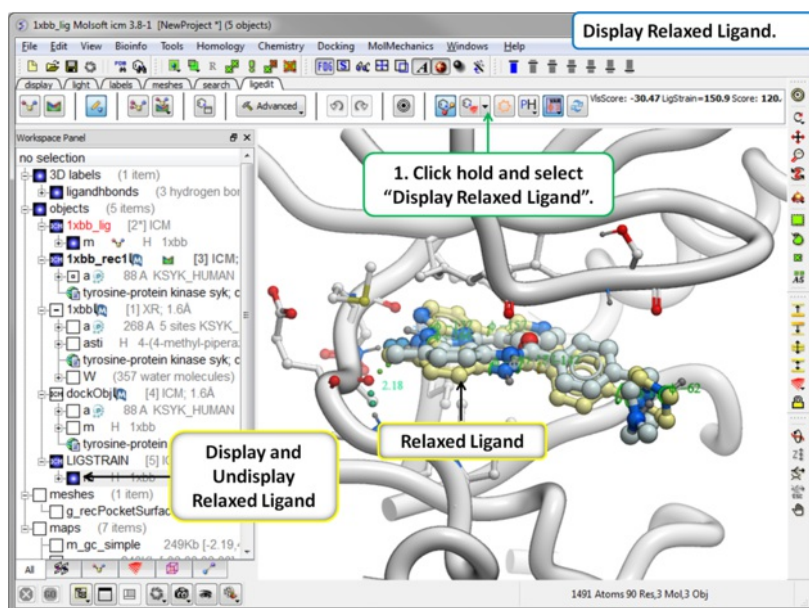 1xbb_lig Molsoft icm 3.8-1 [NewProject *] (5 objects)
Display Relaxed Ligand.
File Edit View Bioinfo Tools Homology Chemistry Docking MolMechanics Windows Help
display light labels meshes search ligedit
Advanced
PH
VlsScore: -30.47 LigStrain=150.9 Score: 120.
Workspace Panel
no selection
3D labels (1 item)
ligandhbonds (3 hydrogen bor
objects (5 items)
1xbb_lig [2*] ICM
m H 1xbb
1xbb_rec1 [3] ICM;
a 88 A KSYK_HUMAN
tyrosine-protein kinase syk; c
1xbb [1] XR; 1.6Å
a 268 A 5 sites KSYK_
asti H 4-(4-methyl-pipera
tyrosine-protein kinase syk; c
W (357 water molecules)
dockObj [4] ICM; 1.6Å
a 88 A KSYK_HUMAN
m H 1xbb
tyrosine-protein
LIGSTRAIN [5] IC
H 1xbb
meshes (1 item)
g_recPocketSurfa
maps (7 items)
m_gc_simple 249Kb [-2.19,4
All
1. Click hold and select
“Display Relaxed Ligand”.
2.18
62
Relaxed Ligand
Display and
Undisplay
Relaxed Ligand
1491 Atoms 90 Res,3 Mol,3 Obj